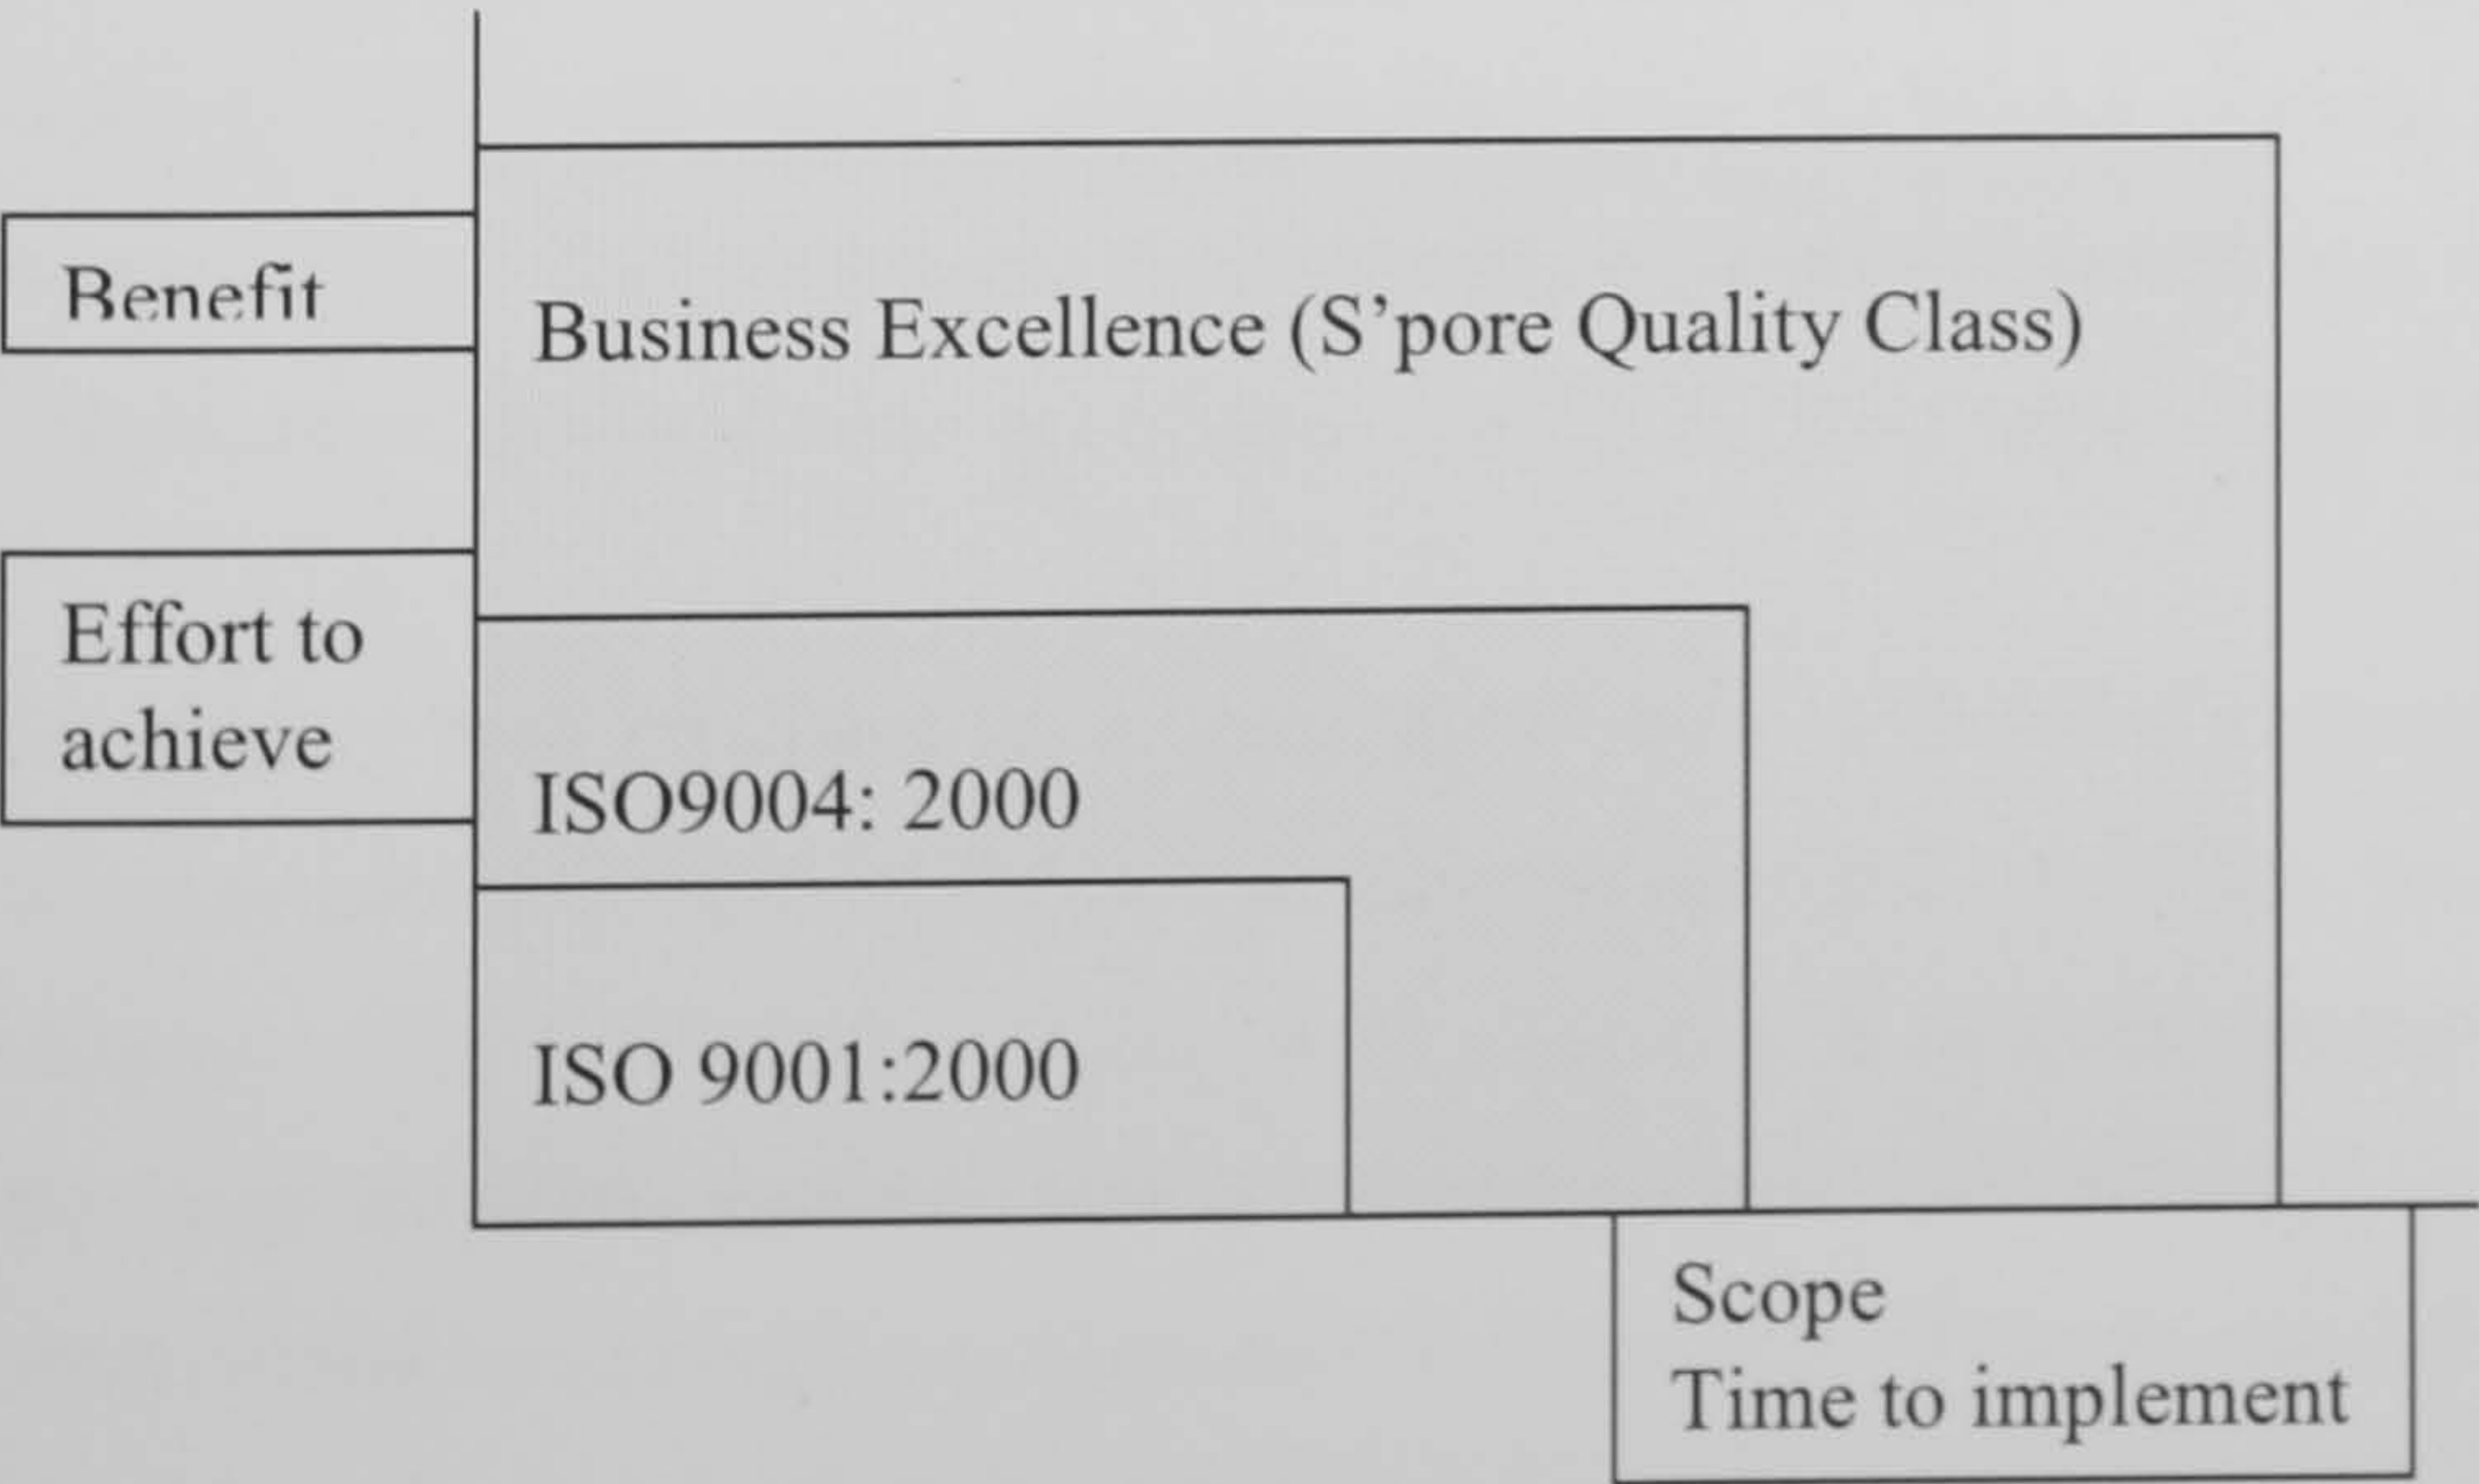 Benefit
Business Excellence (S’pore Quality Class)
Effort to
achieve
ISO9004: 2000
ISO 9001:2000
Scope
Time to implement